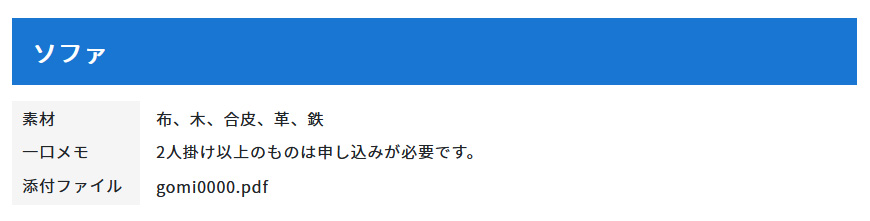 ソファ
素材 布、木、合皮、革、鉄
一口メモ 2人掛け以上のものは申し込みが必要です。
添付ファイル gomi0000.pdf